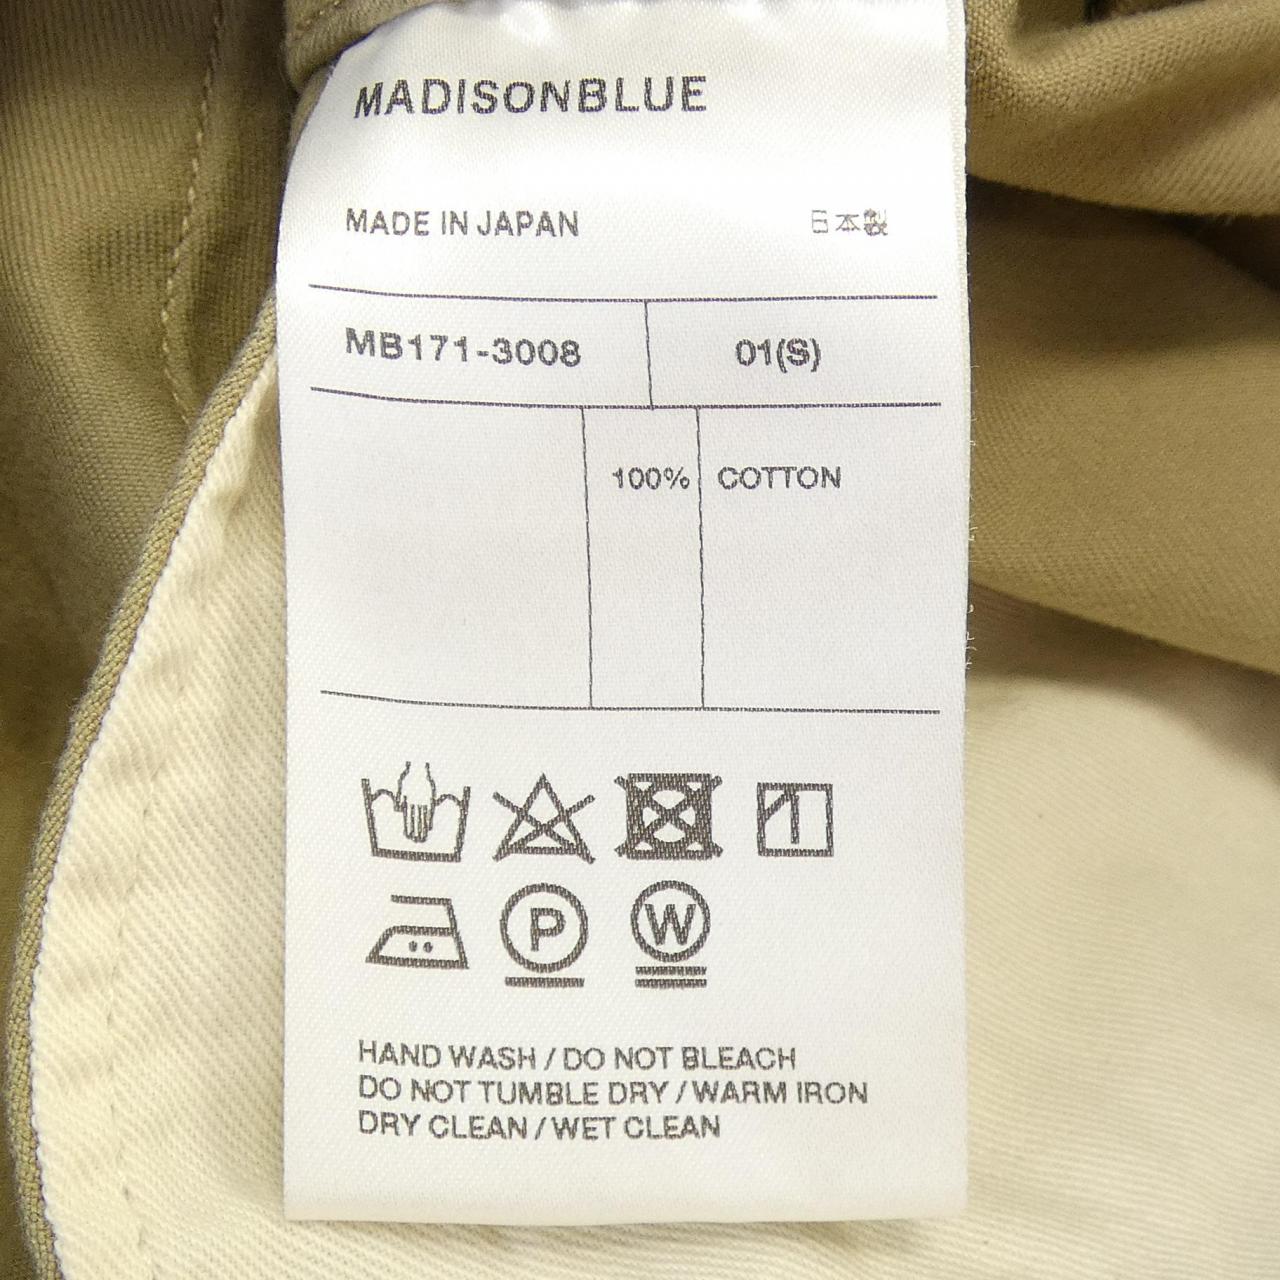 MADISONBLUE
MADE IN JAPAN 日本製
MB171-3008 01(S)
100% COTTON
P W
HAND WASH / DO NOT BLEACH
DO NOT TUMBLE DRY / WARM IRON
DRY CLEAN / WET CLEAN